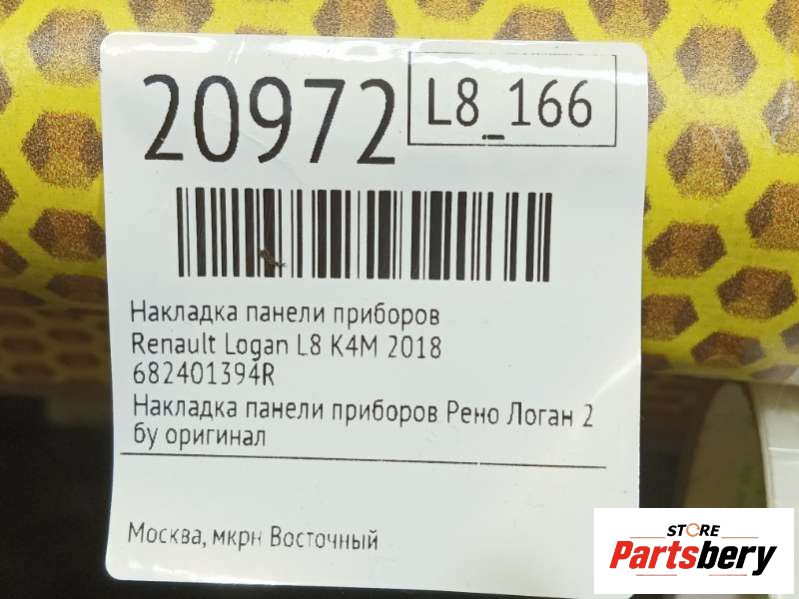 20972
L8_166
Накладка панели приборов
Renault Logan L8 K4M 2018
682401394R
Накладка панели приборов Рено Логан 2
бу оригинал
Москва, мкрн Восточный
STORE
Partsbery